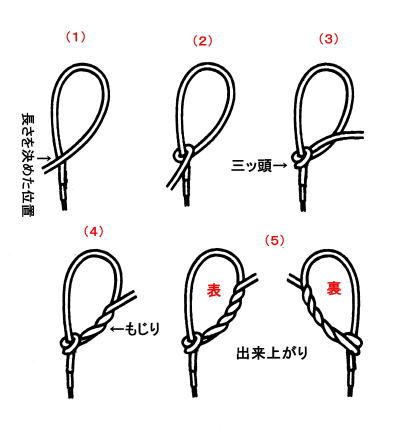 (1)
(2)
(3)
長さを決めた位置→
三ッ頭→
(4)
(5)
←もじり
表
裏
出来上がり